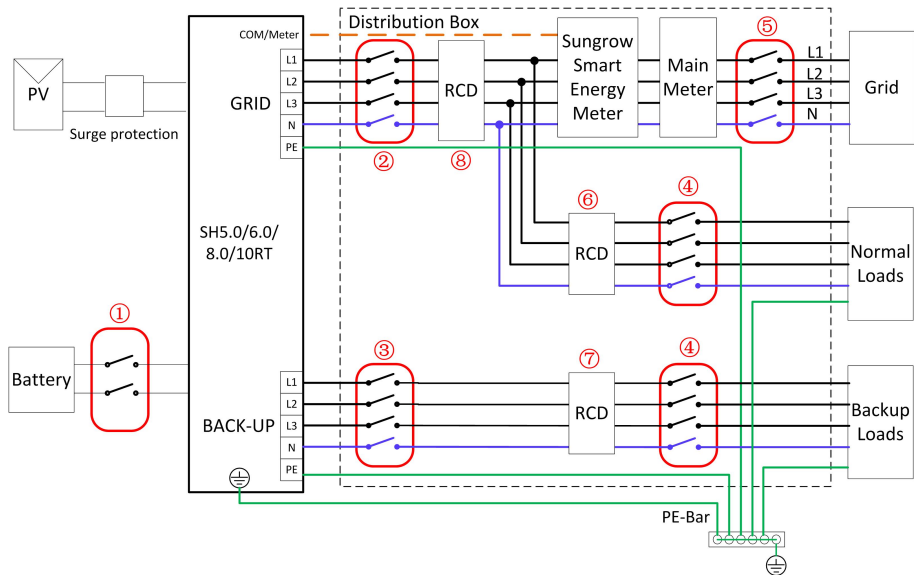 Distribution Box
⑤
COM/Meter
L1
L2
L3
N
PE
GRID
②
RCD
⑧
Sungrow
Smart
Energy
Meter
Main
Meter
L1
L2
L3
N
Grid
PV
Surge protection
SH5.0/6.0/
8.0/10RT
⑥
RCD
④
Normal
Loads
①
Battery
③
L1
L2
L3
N
PE
BACK-UP
⑦
RCD
④
Backup
Loads
PE-Bar